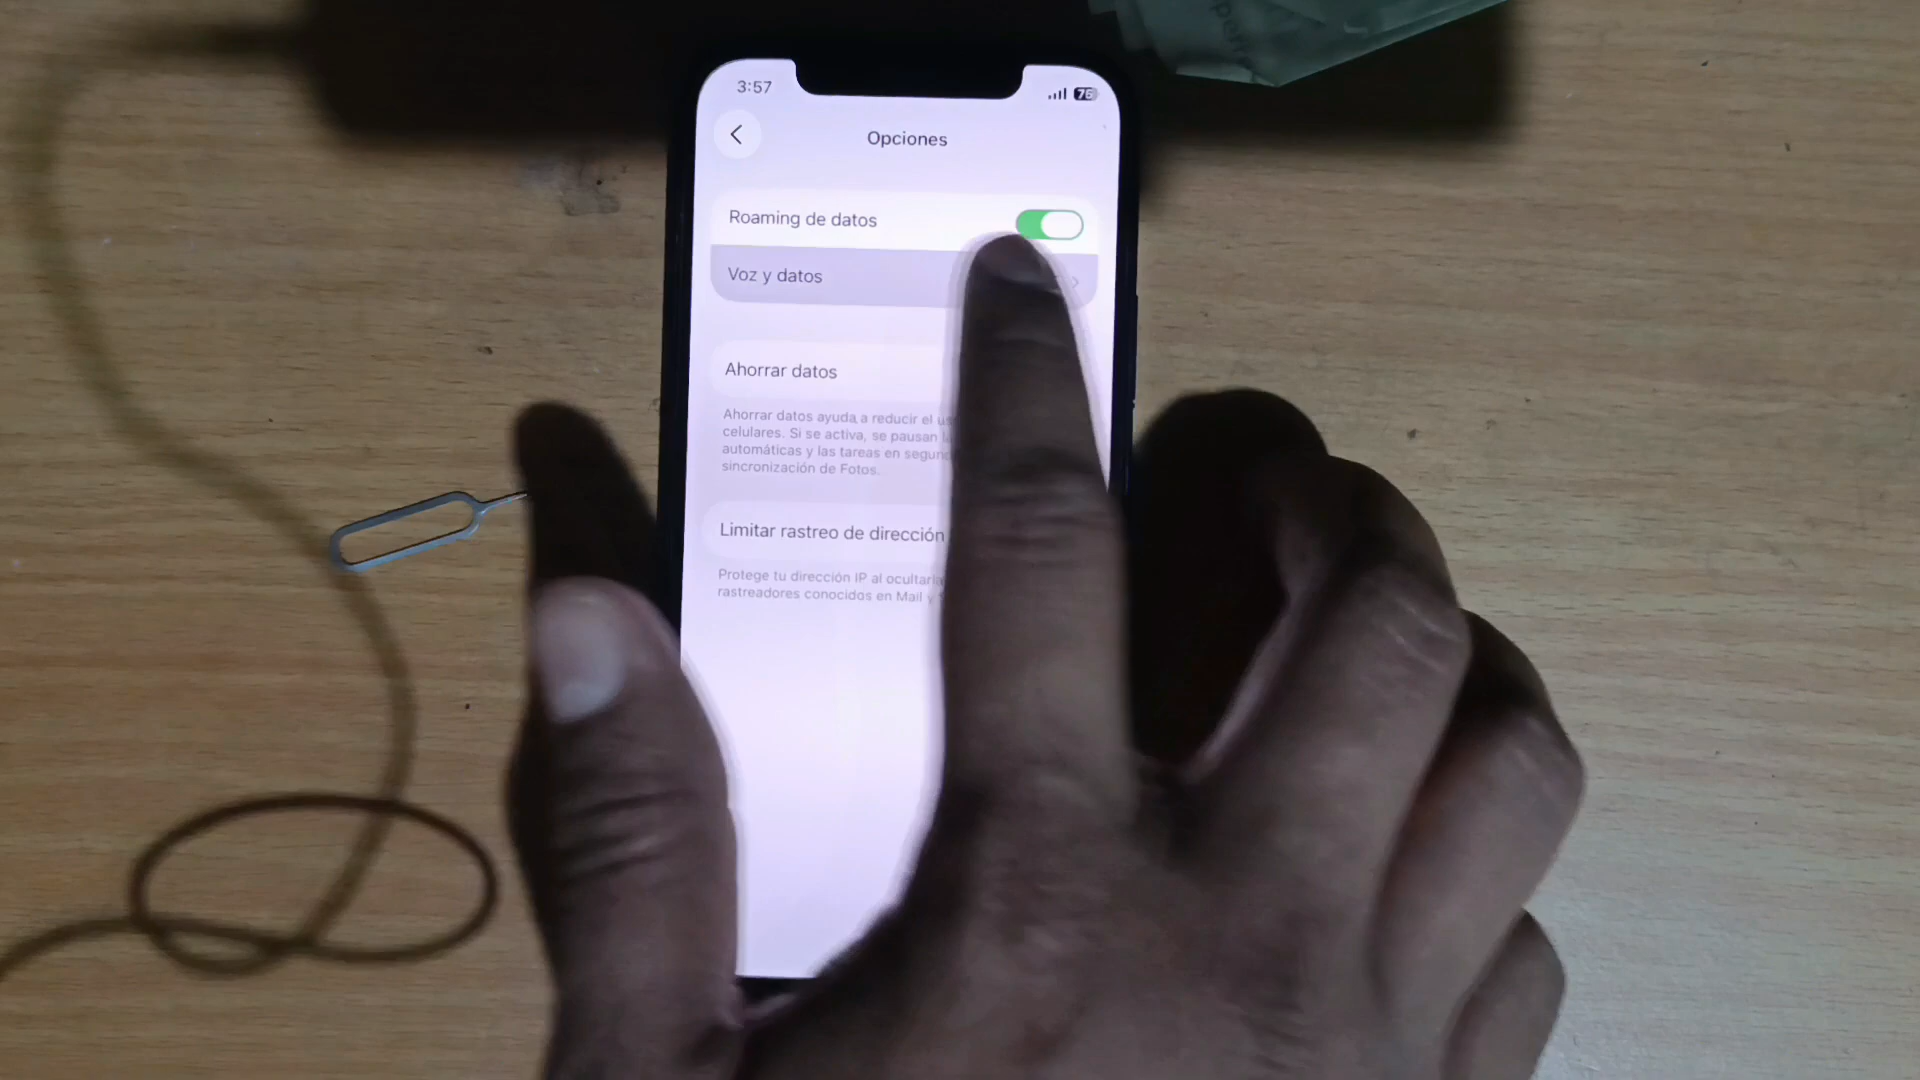 3:57
76
Opciones
Roaming de datos
Voz y datos
Ahorrar datos
Ahorrar datos ayuda a reducir el
celulares. Si se activa, se pausan
automáticas y las tareas en
sincronización de Fotos.
Limitar rastreo de dirección
Protege tu dirección IP al
rastreadores conocidos en Mail y